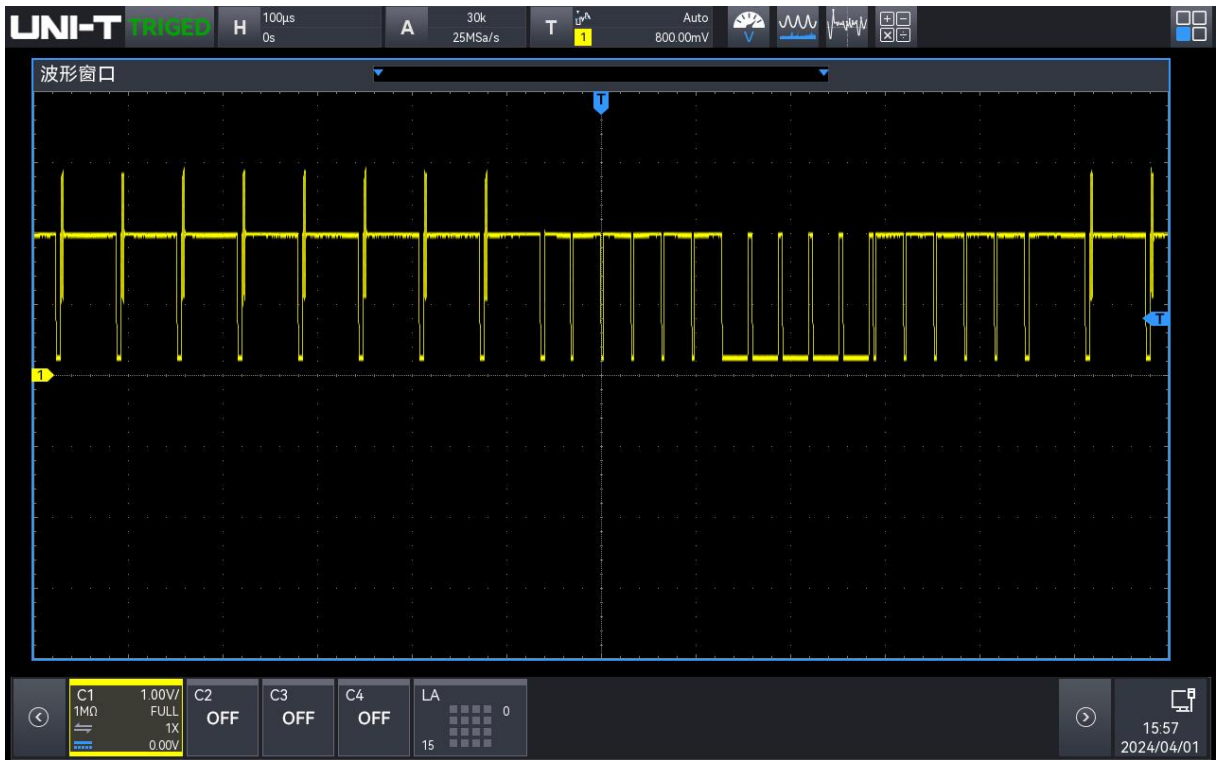 UNI-T TRIGED H 100μs 0s A 30k 25MSa/s T 1 Auto 800.00mV V
波形窗口
T
T
1
C1 1.00V/ C2 C3 C4 LA
1MΩ FULL OFF OFF OFF 0
1X
0.00V 15
15:57
2024/04/01